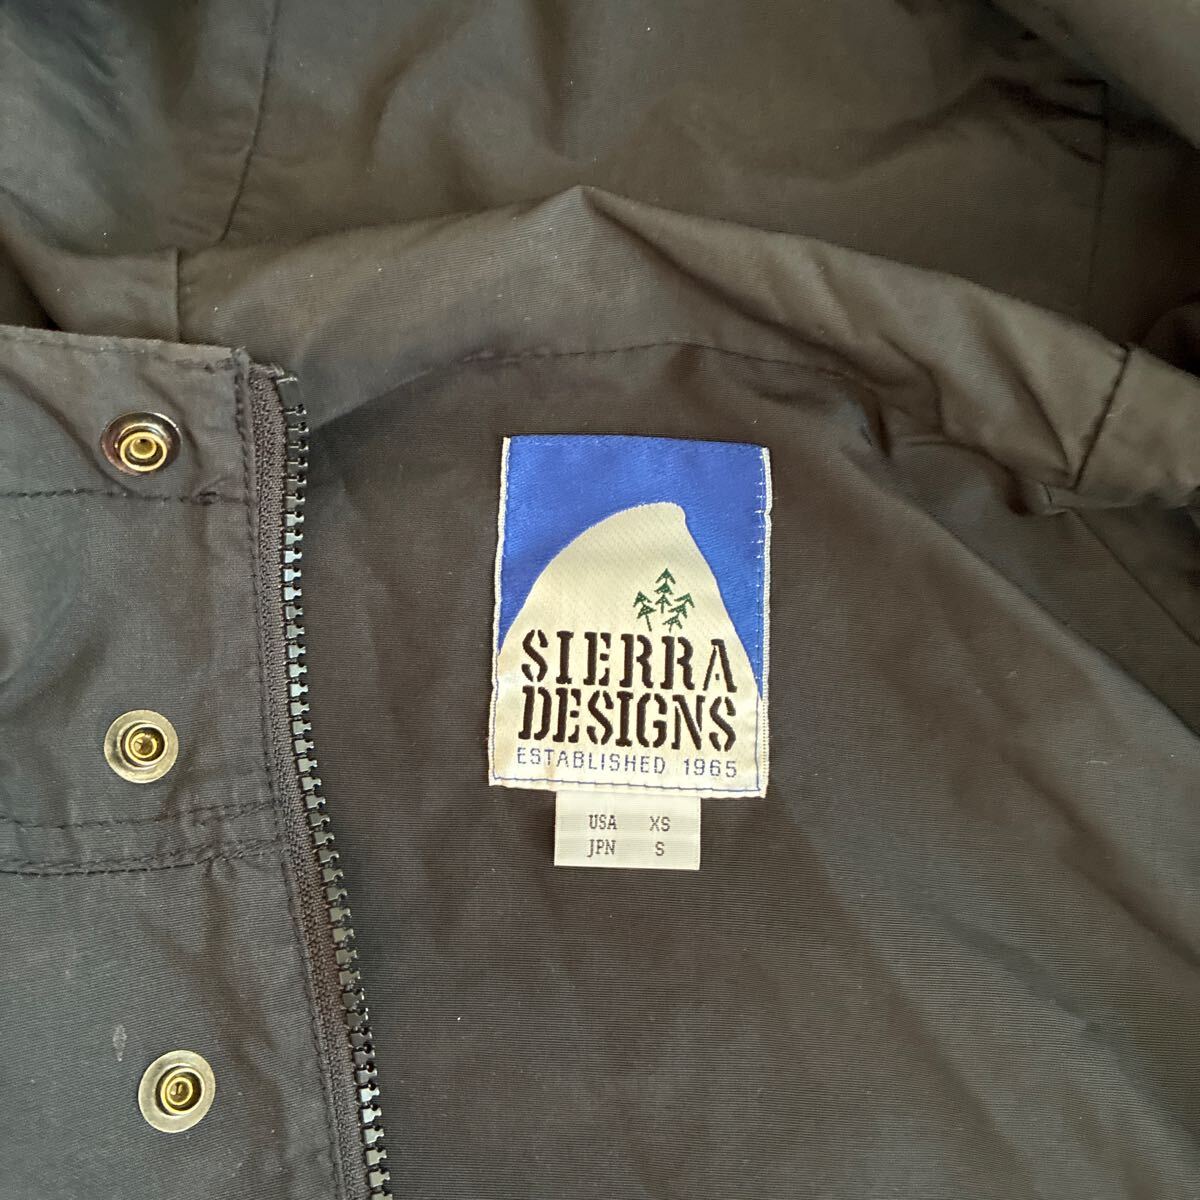 SIERRA
DESIGNS
ESTABLISHED 1965
USA XS
JPN S